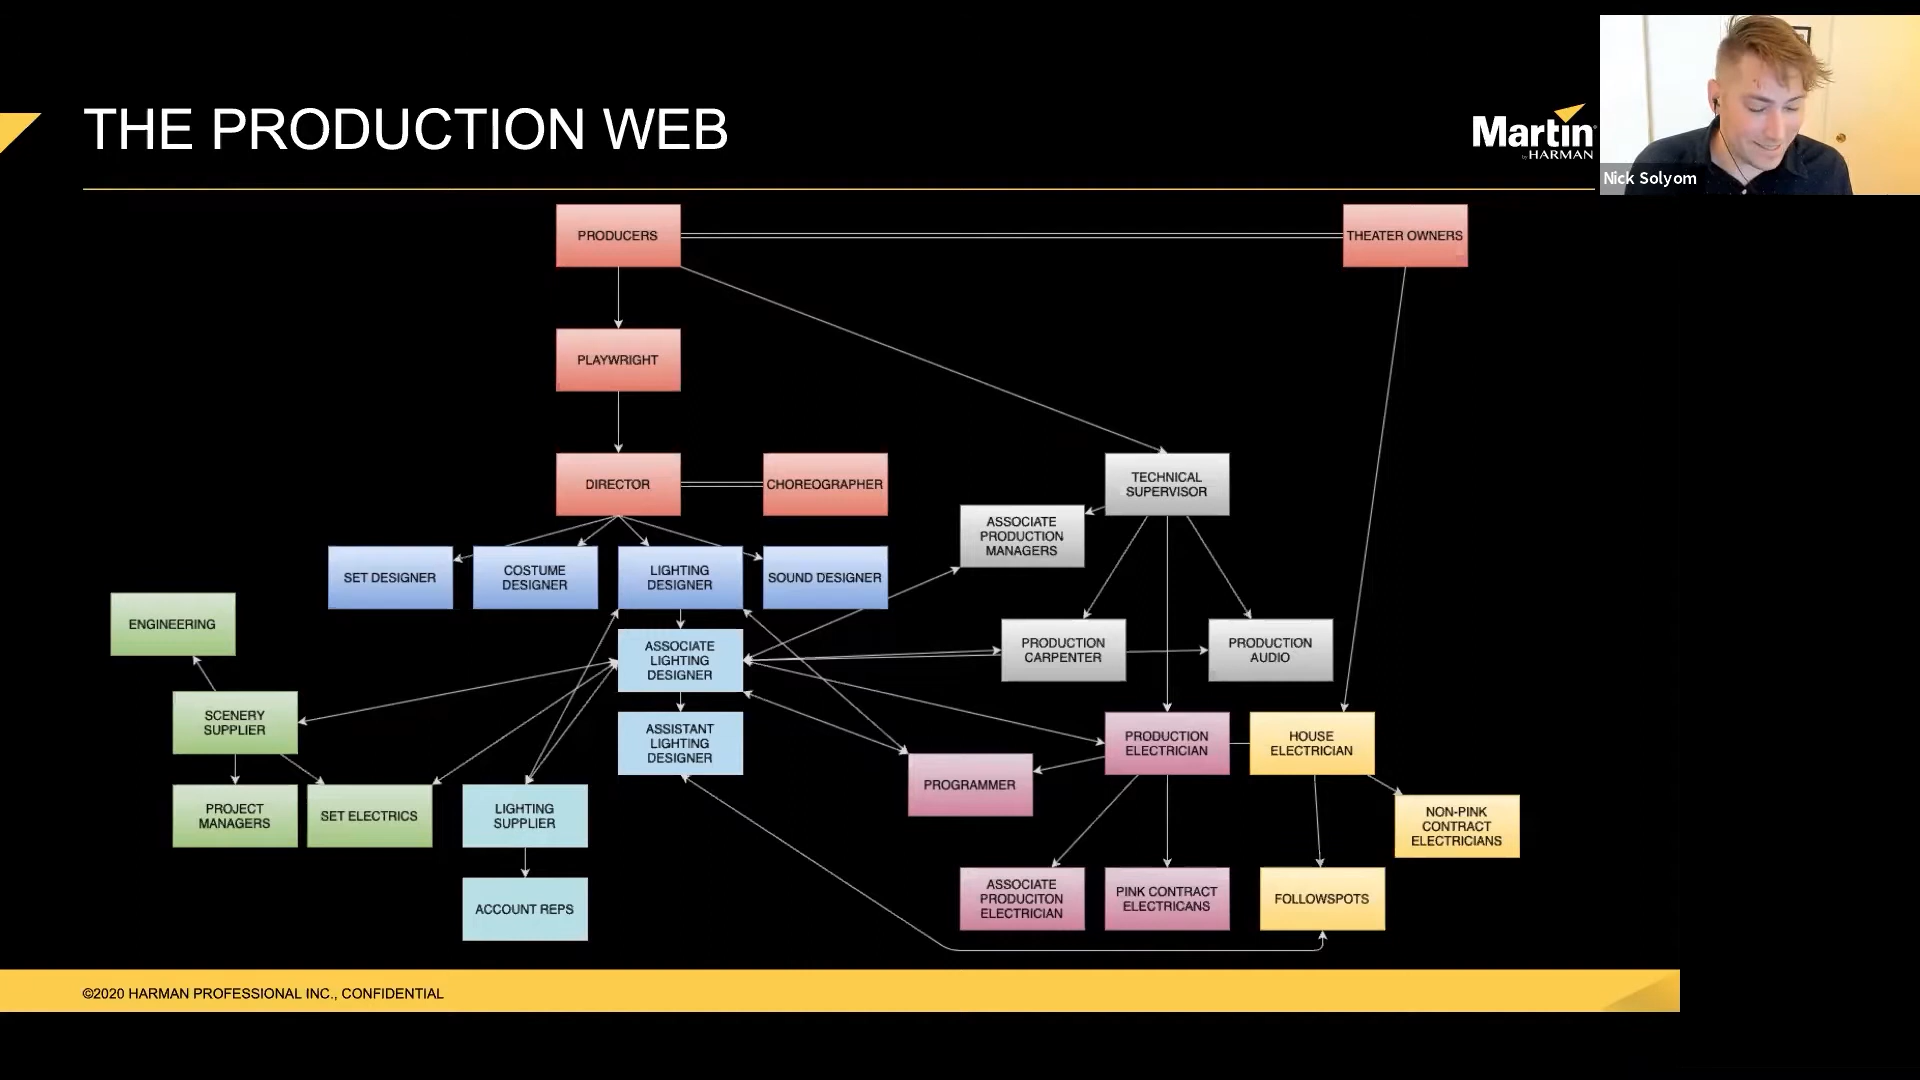 THE PRODUCTION WEB
Martin
by HARMAN
Nick Solyom
PRODUCERS
THEATER OWNERS
PLAYWRIGHT
DIRECTOR
CHOREOGRAPHER
TECHNICAL
SUPERVISOR
ASSOCIATE
PRODUCTION
MANAGERS
SET DESIGNER
COSTUME
DESIGNER
LIGHTING
DESIGNER
SOUND DESIGNER
ENGINEERING
ASSOCIATE
LIGHTING
DESIGNER
PRODUCTION
CARPENTER
PRODUCTION
AUDIO
SCENERY
SUPPLIER
ASSISTANT
LIGHTING
DESIGNER
PRODUCTION
ELECTRICIAN
HOUSE
ELECTRICIAN
PROGRAMMER
PROJECT
MANAGERS
SET ELECTRICS
LIGHTING
SUPPLIER
NON-PINK
CONTRACT
ELECTRICIANS
ACCOUNT REPS
ASSOCIATE
PRODUCITON
ELECTRICIAN
PINK CONTRACT
ELECTRICANS
FOLLOWSPOTS
©2020 HARMAN PROFESSIONAL INC., CONFIDENTIAL